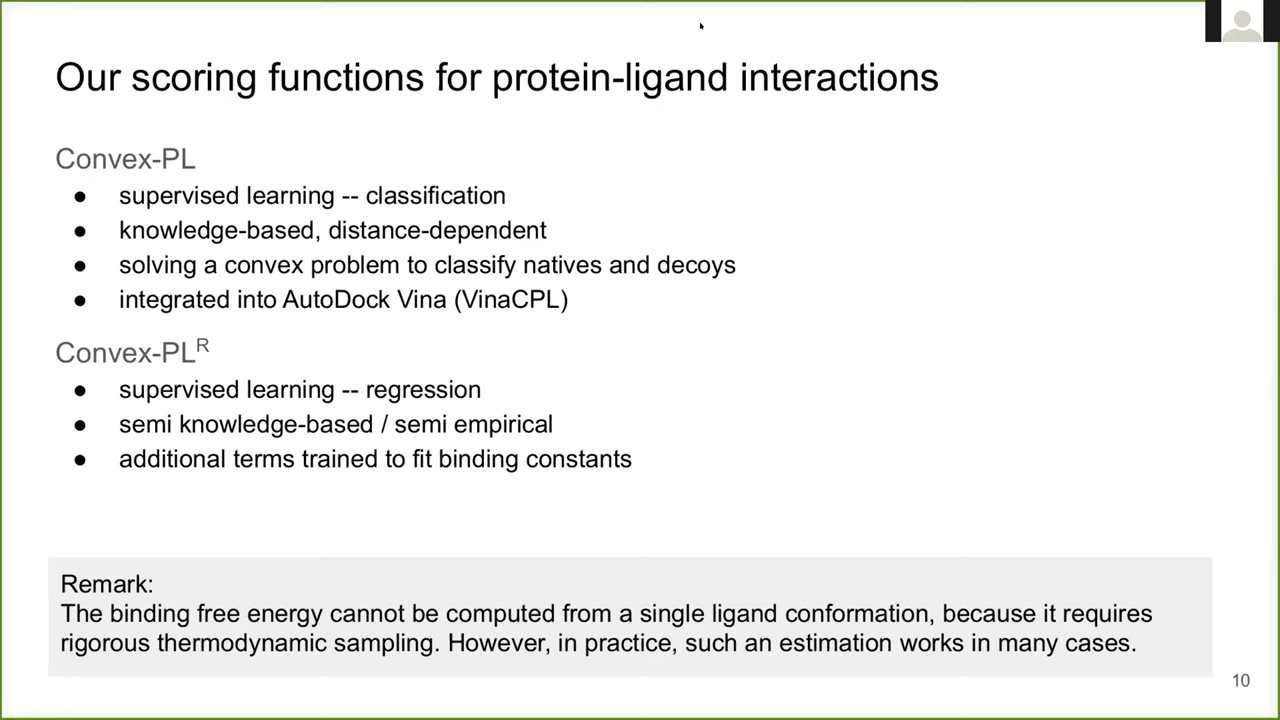 Our scoring functions for protein-ligand interactions
Convex-PL
● supervised learning -- classification
● knowledge-based, distance-dependent
● solving a convex problem to classify natives and decoys
● integrated into AutoDock Vina (VinaCPL)
Convex-PLᴿ
● supervised learning -- regression
● semi knowledge-based / semi empirical
● additional terms trained to fit binding constants
Remark:
The binding free energy cannot be computed from a single ligand conformation, because it requires
rigorous thermodynamic sampling. However, in practice, such an estimation works in many cases.
10